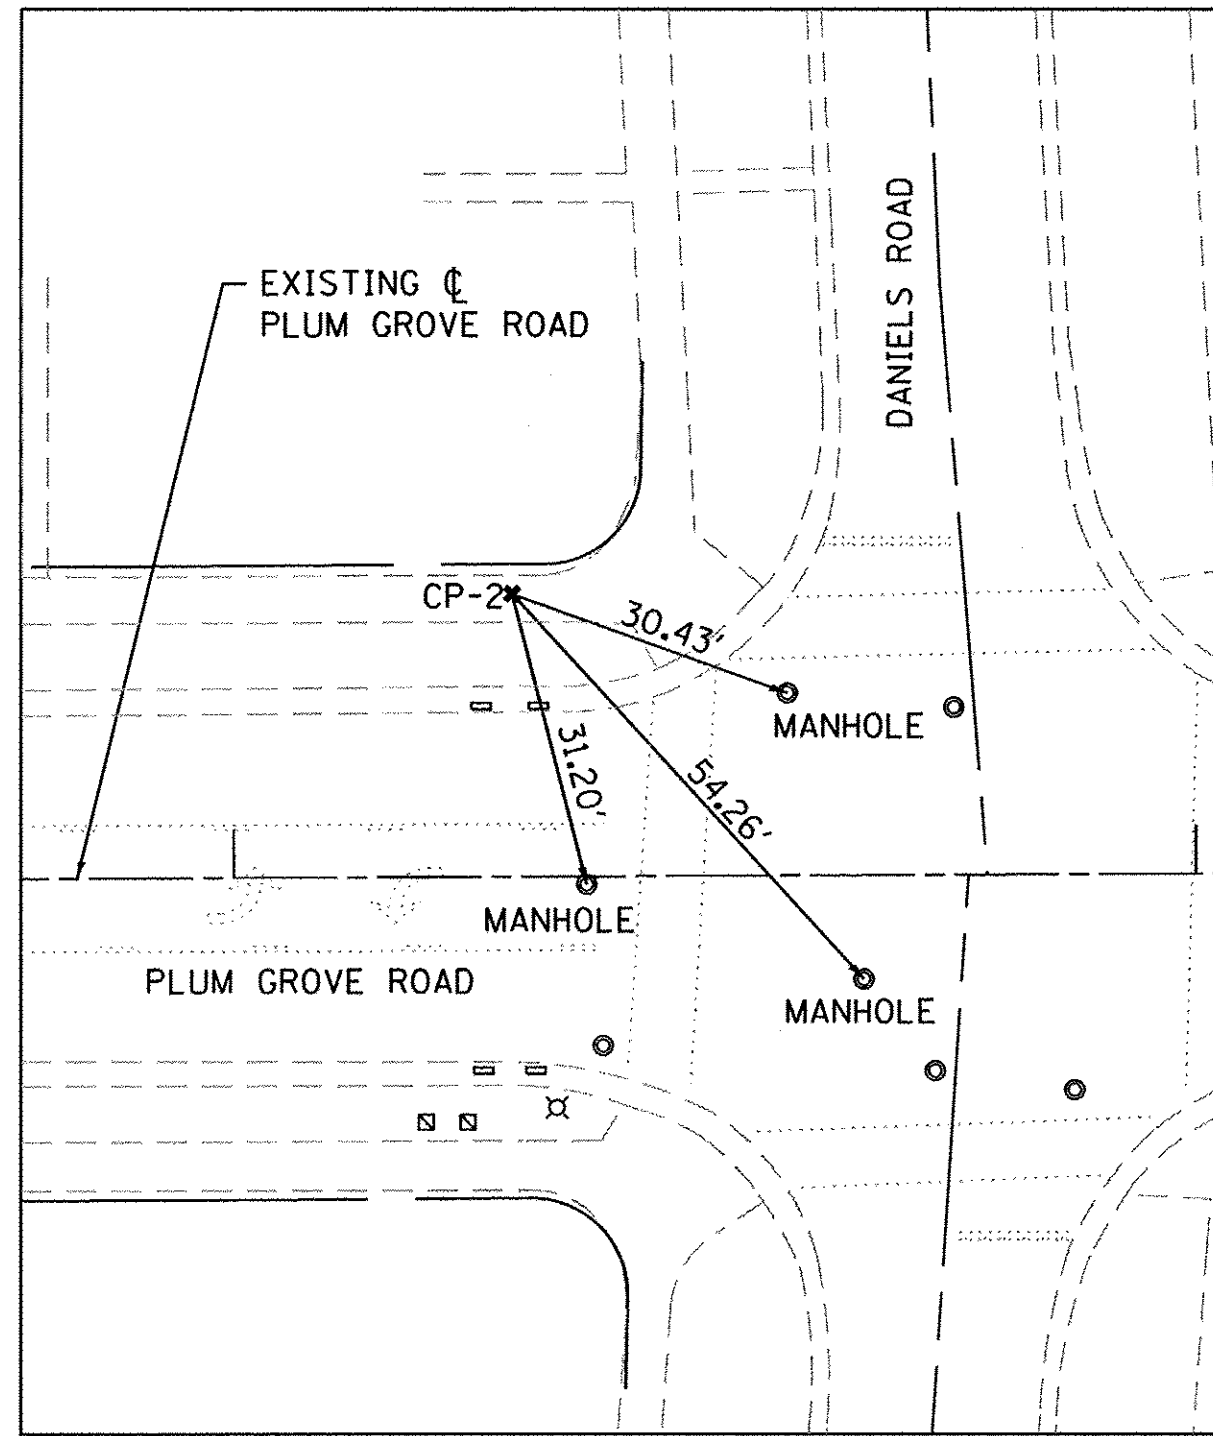 DANIELS ROAD
EXISTING ℄
PLUM GROVE ROAD
CP-2
30.43'
MANHOLE
31.20'
54.26'
MANHOLE
PLUM GROVE ROAD
MANHOLE